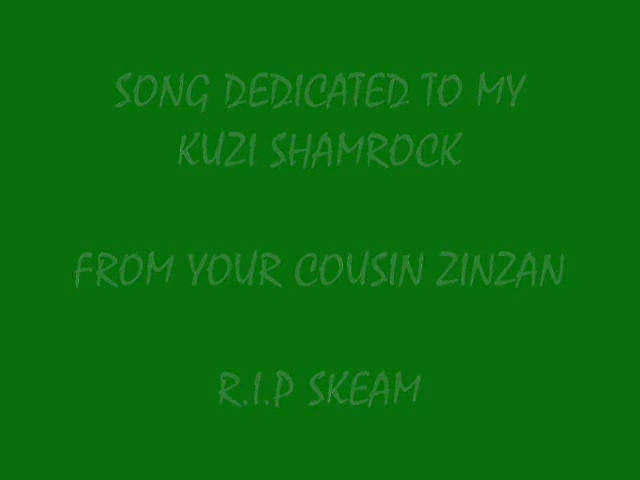 SONG DEDICATED TO MY
KUZI SHAMROCK
FROM YOUR COUSIN ZINZAN
R.I.P SKEAM